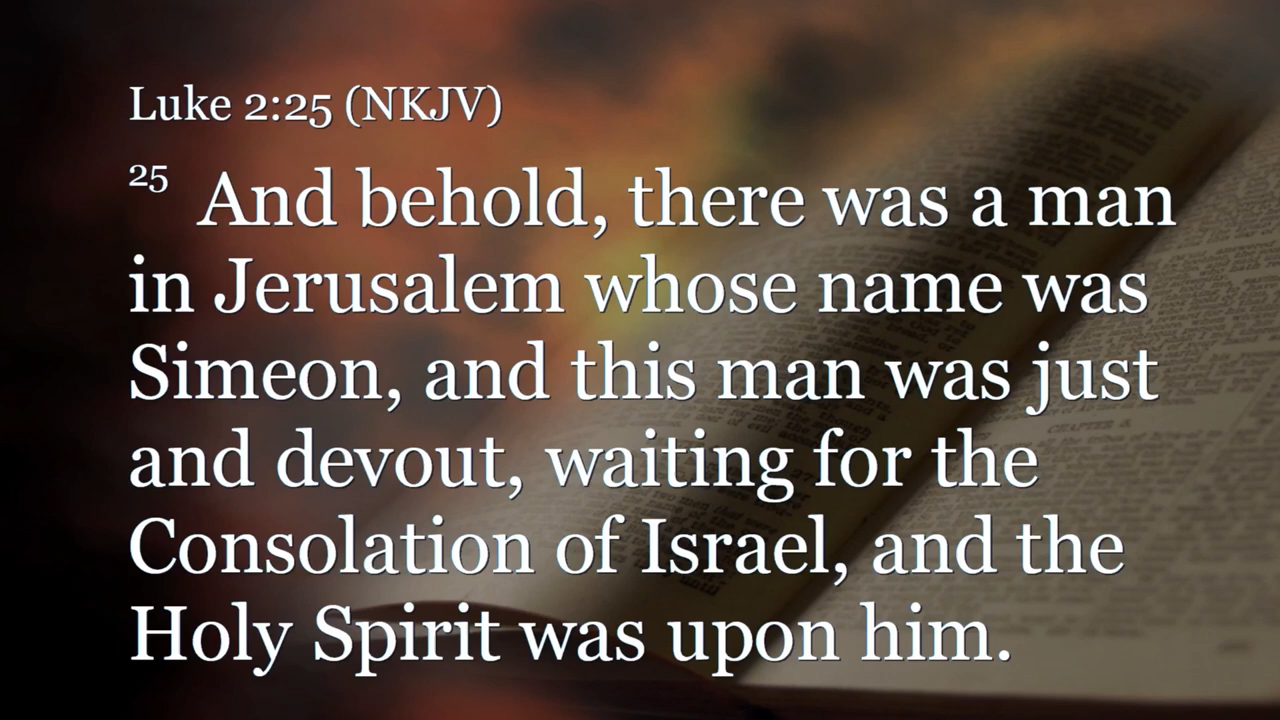 Luke 2:25 (NKJV)
25 And behold, there was a man
in Jerusalem whose name was
Simeon, and this man was just
and devout, waiting for the
Consolation of Israel, and the
Holy Spirit was upon him.